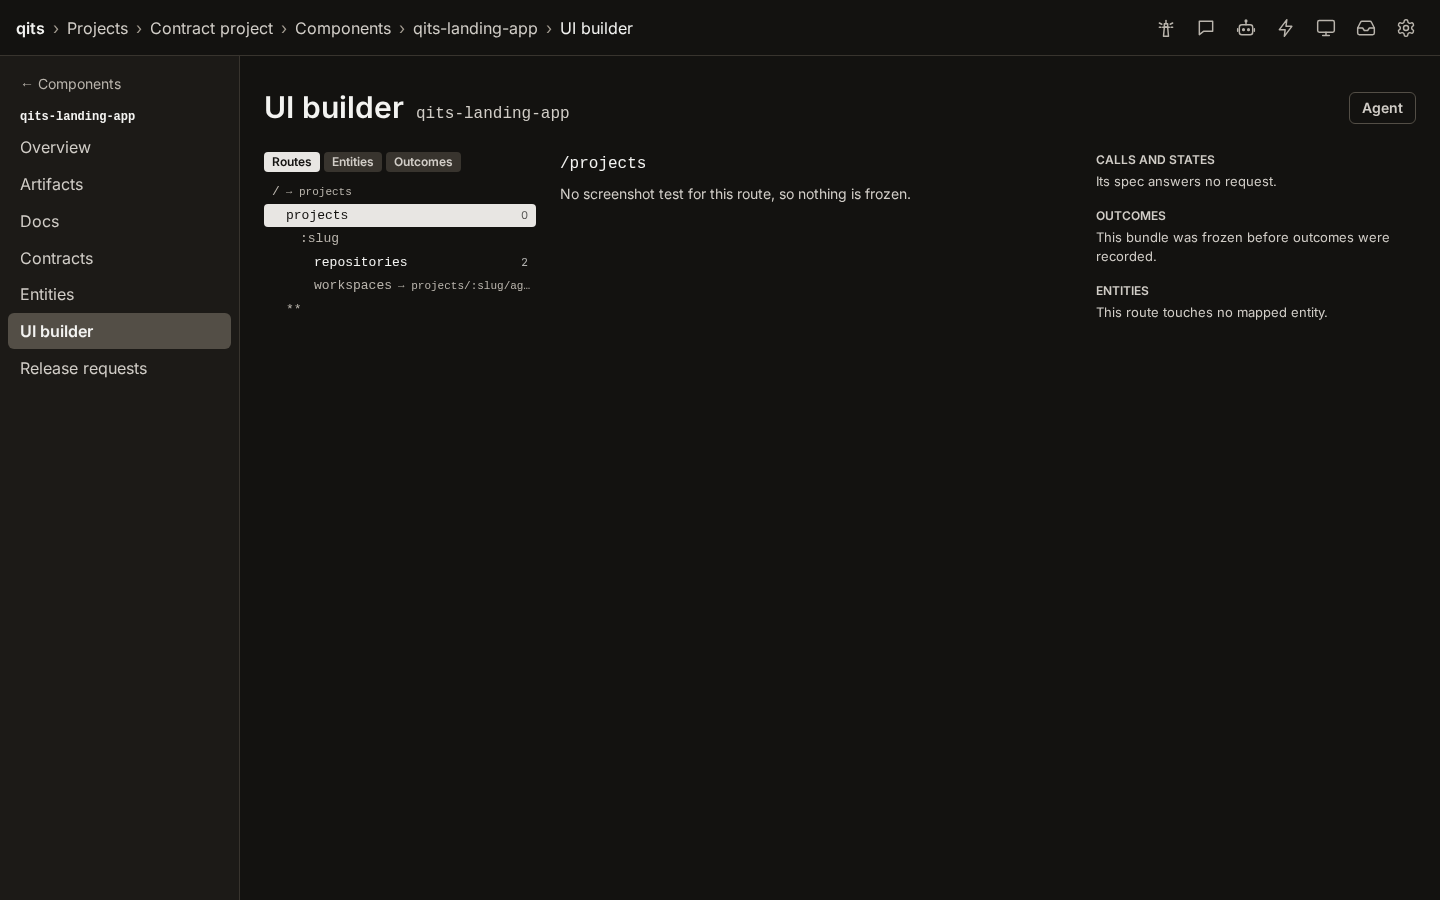 qits › Projects › Contract project › Components › qits-landing-app › UI builder
← Components
qits-landing-app
Overview
Artifacts
Docs
Contracts
Entities
UI builder
Release requests
UI builder qits-landing-app
Agent
Routes Entities Outcomes
/ → projects
projects 0
:slug
repositories 2
workspaces → projects/:slug/ag…
**
/projects
No screenshot test for this route, so nothing is frozen.
CALLS AND STATES
Its spec answers no request.
OUTCOMES
This bundle was frozen before outcomes were
recorded.
ENTITIES
This route touches no mapped entity.